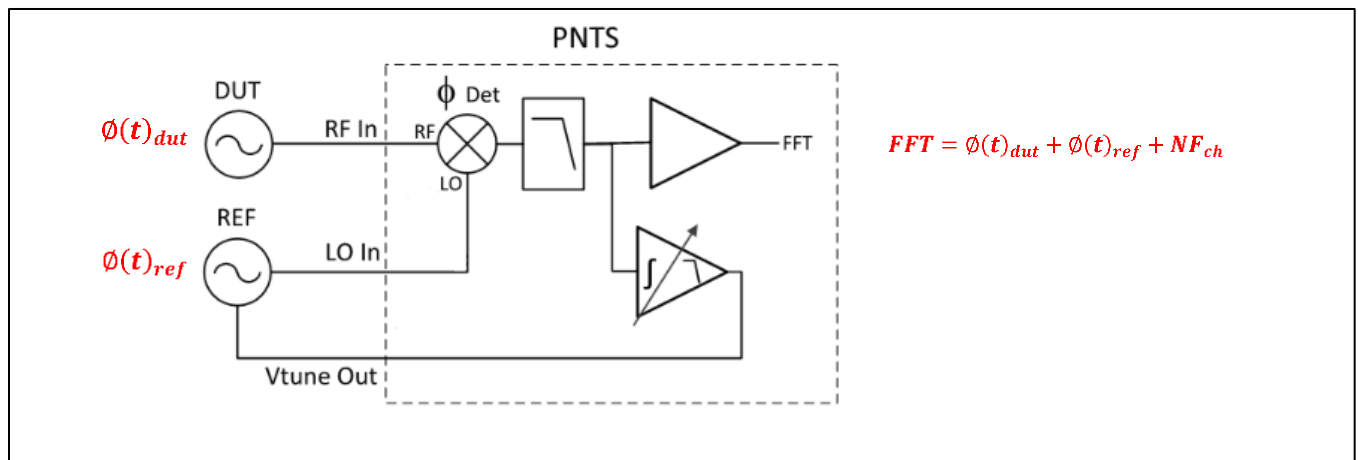 PNTS
DUT
ϕ Det
∅(t)dut
RF In
RF
FFT
FFT = ∅(t)dut + ∅(t)ref + NFch
LO
REF
LO In
∅(t)ref
∫
Vtune Out